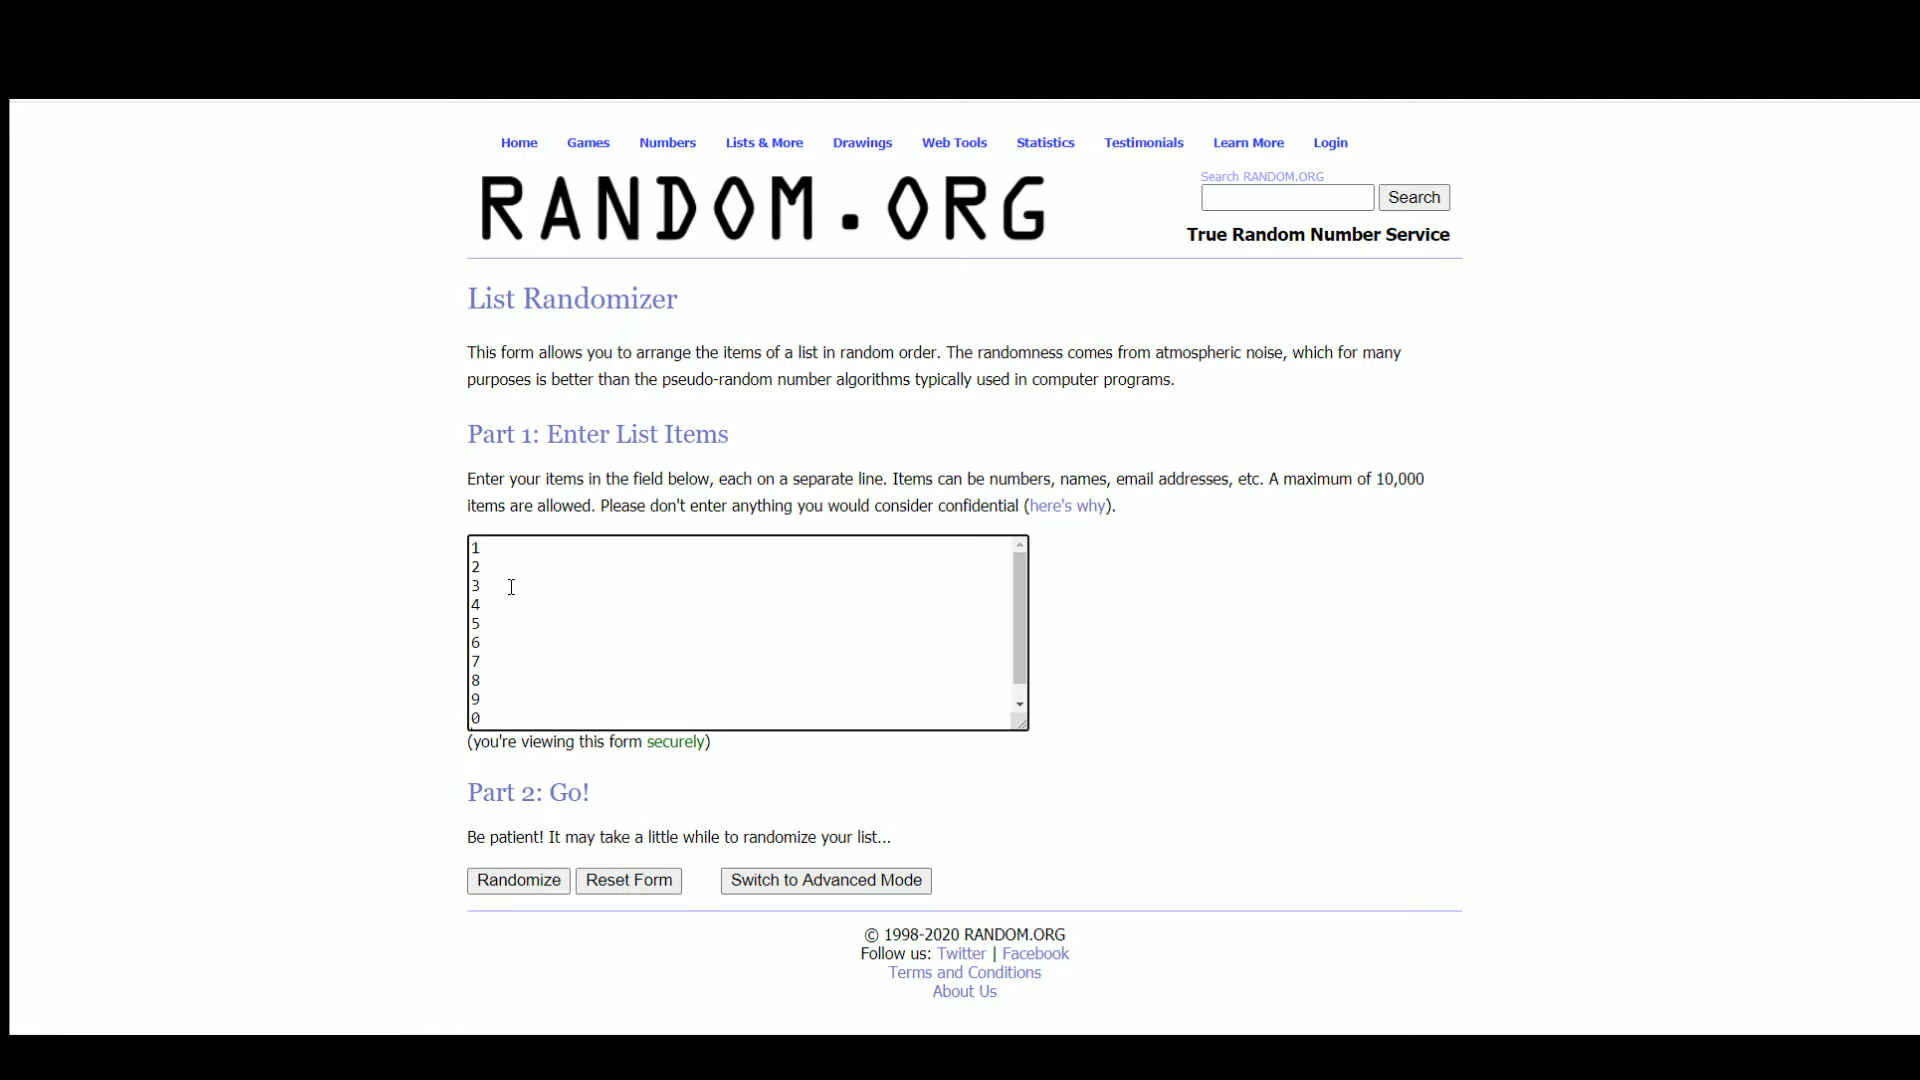 Home Games Numbers Lists & More Drawings Web Tools Statistics Testimonials Learn More Login
RANDOM.ORG
Search RANDOM.ORG
Search
True Random Number Service
List Randomizer
This form allows you to arrange the items of a list in random order. The randomness comes from atmospheric noise, which for many
purposes is better than the pseudo-random number algorithms typically used in computer programs.
Part 1: Enter List Items
Enter your items in the field below, each on a separate line. Items can be numbers, names, email addresses, etc. A maximum of 10,000
items are allowed. Please don't enter anything you would consider confidential (here's why).
1
2
3
4
5
6
7
8
9
0
(you're viewing this form securely)
Part 2: Go!
Be patient! It may take a little while to randomize your list...
Randomize Reset Form Switch to Advanced Mode
© 1998-2020 RANDOM.ORG
Follow us: Twitter | Facebook
Terms and Conditions
About Us